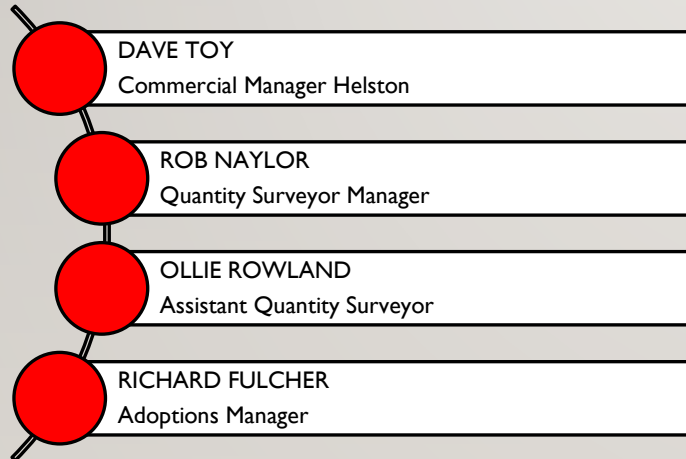 DAVE TOY
Commercial Manager Helston
ROB NAYLOR
Quantity Surveyor Manager
OLLIE ROWLAND
Assistant Quantity Surveyor
RICHARD FULCHER
Adoptions Manager